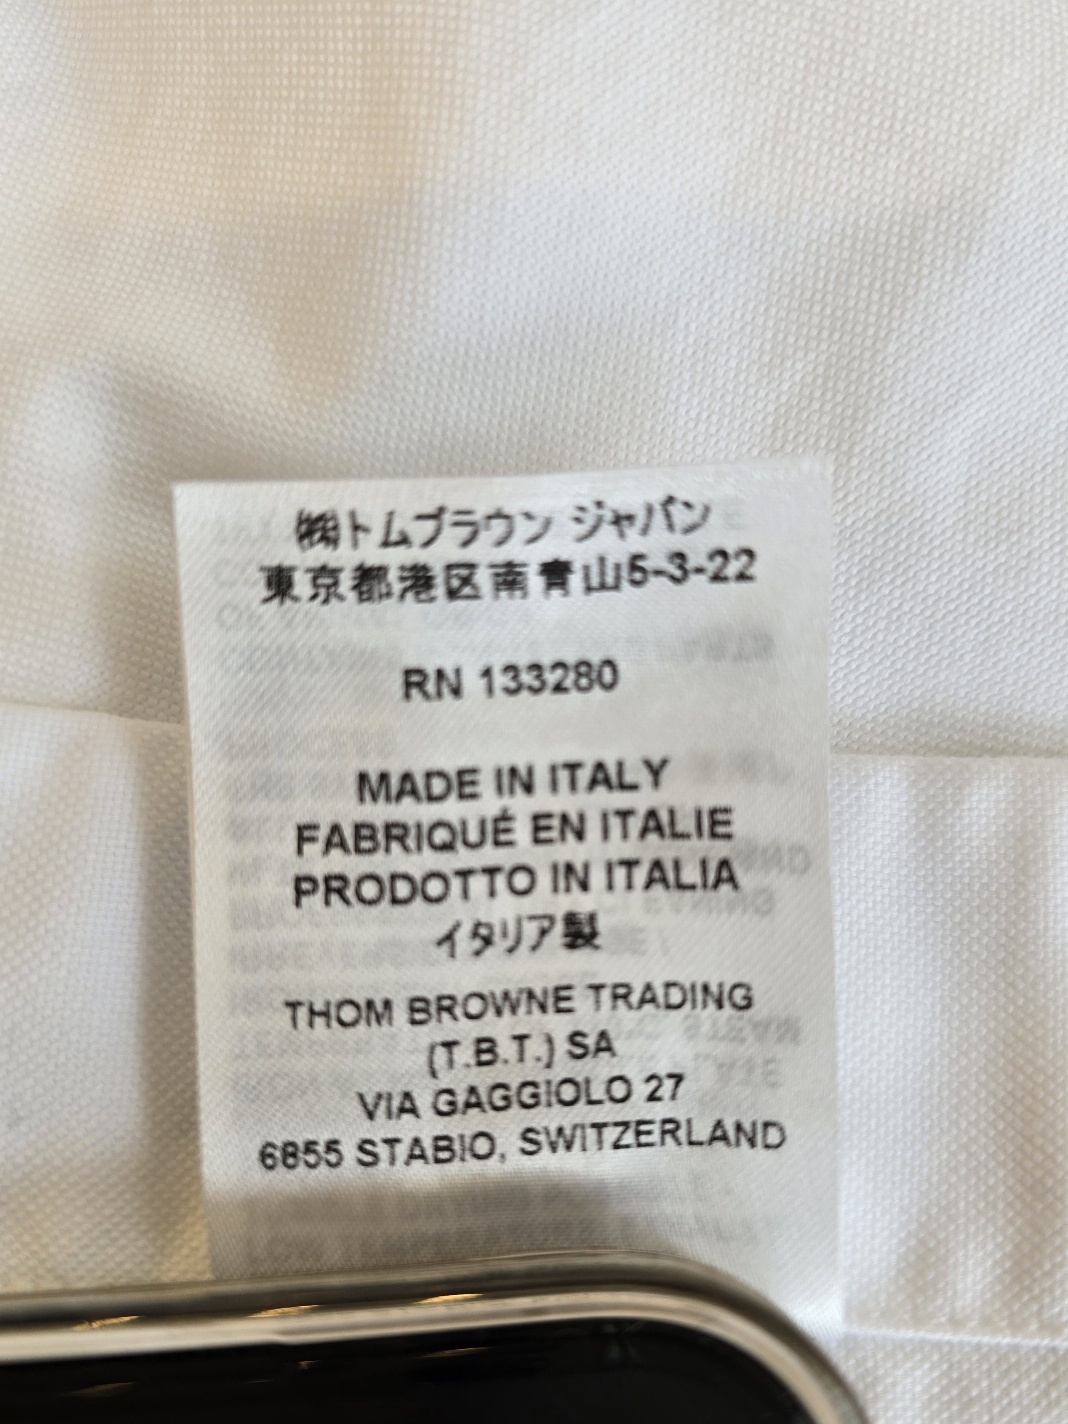 ㈱トムブラウン ジャパン
東京都港区南青山5-3-22
RN 133280
MADE IN ITALY
FABRIQUÉ EN ITALIE
PRODOTTO IN ITALIA
イタリア製
THOM BROWNE TRADING
(T.B.T.) SA
VIA GAGGIOLO 27
6855 STABIO, SWITZERLAND